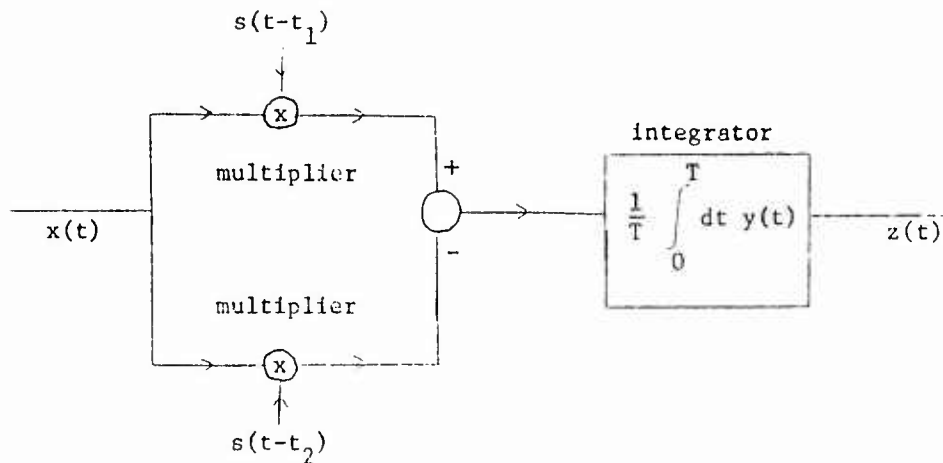 s(t-t₁)
x
integrator
multiplier
+
1/T ∫₀ᵀ dt y(t)
x(t)
z(t)
-
multiplier
x
s(t-t₂)